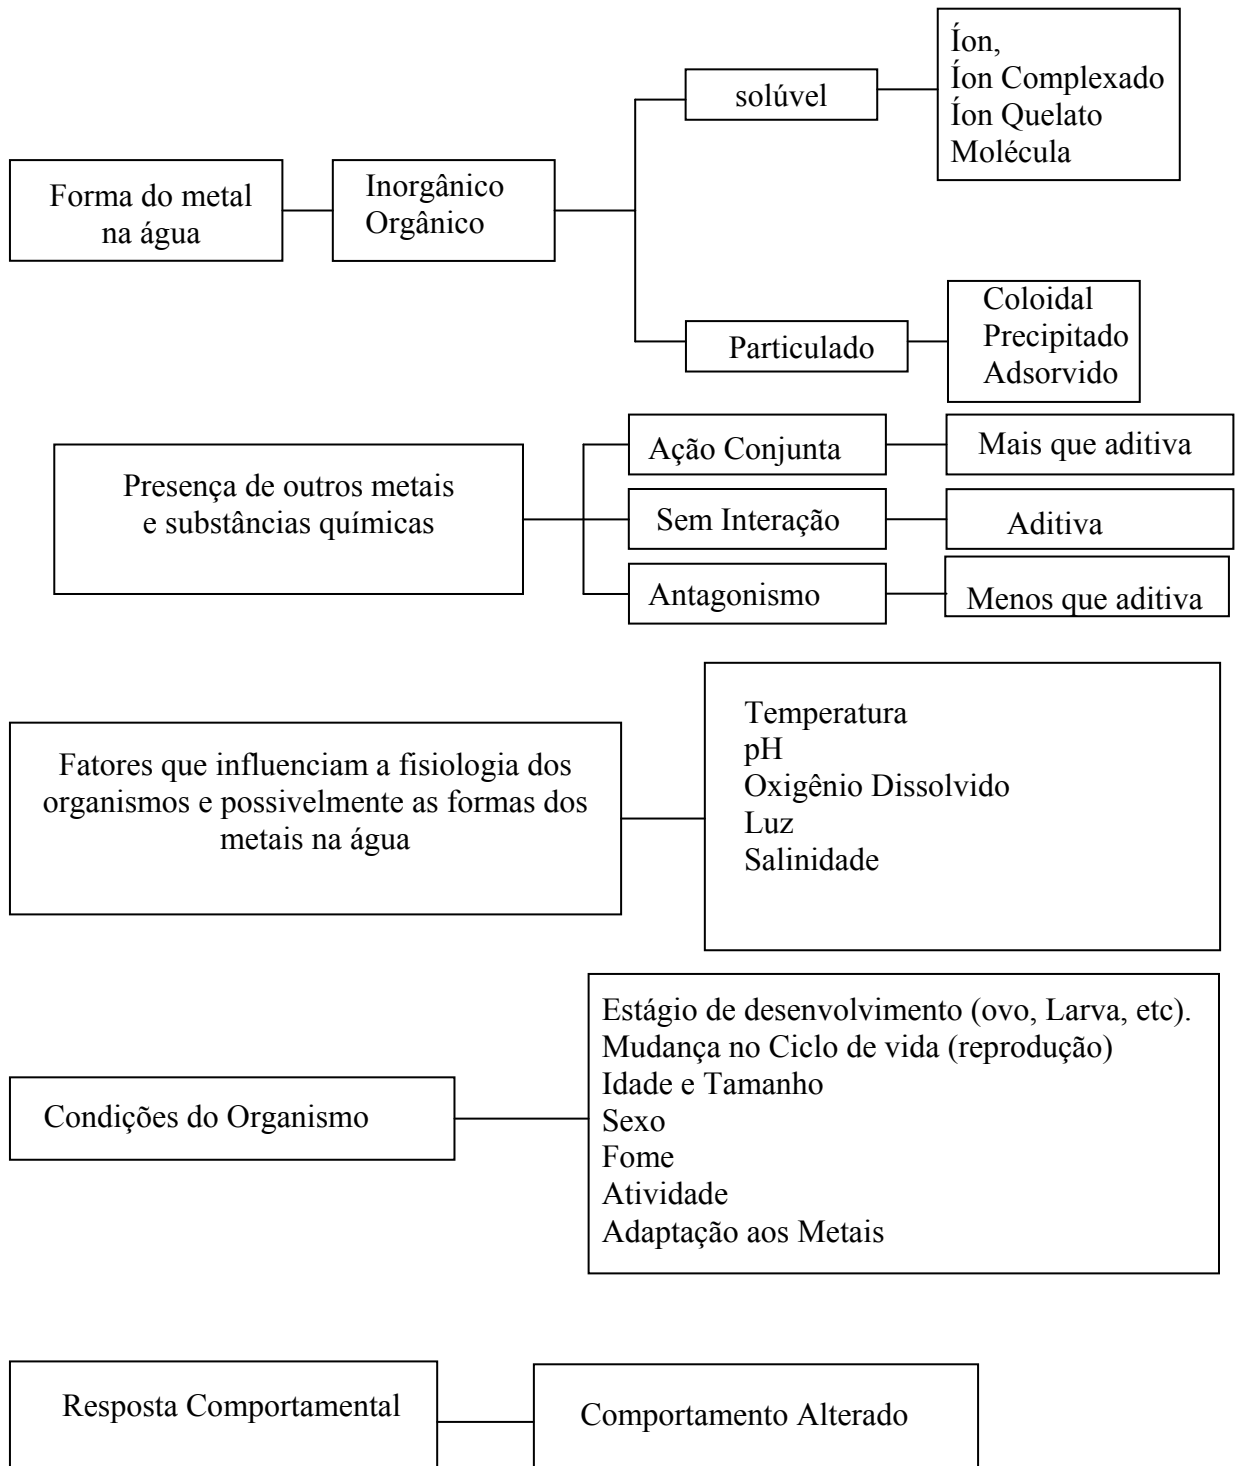 Forma do metal
na água
Inorgânico
Orgânico
solúvel
Íon,
Íon Complexado
Íon Quelato
Molécula
Particulado
Coloidal
Precipitado
Adsorvido
Presença de outros metais
e substâncias químicas
Ação Conjunta
Mais que aditiva
Sem Interação
Aditiva
Antagonismo
Menos que aditiva
Fatores que influenciam a fisiologia dos
organismos e possivelmente as formas dos
metais na água
Temperatura
pH
Oxigênio Dissolvido
Luz
Salinidade
Condições do Organismo
Estágio de desenvolvimento (ovo, Larva, etc).
Mudança no Ciclo de vida (reprodução)
Idade e Tamanho
Sexo
Fome
Atividade
Adaptação aos Metais
Resposta Comportamental
Comportamento Alterado